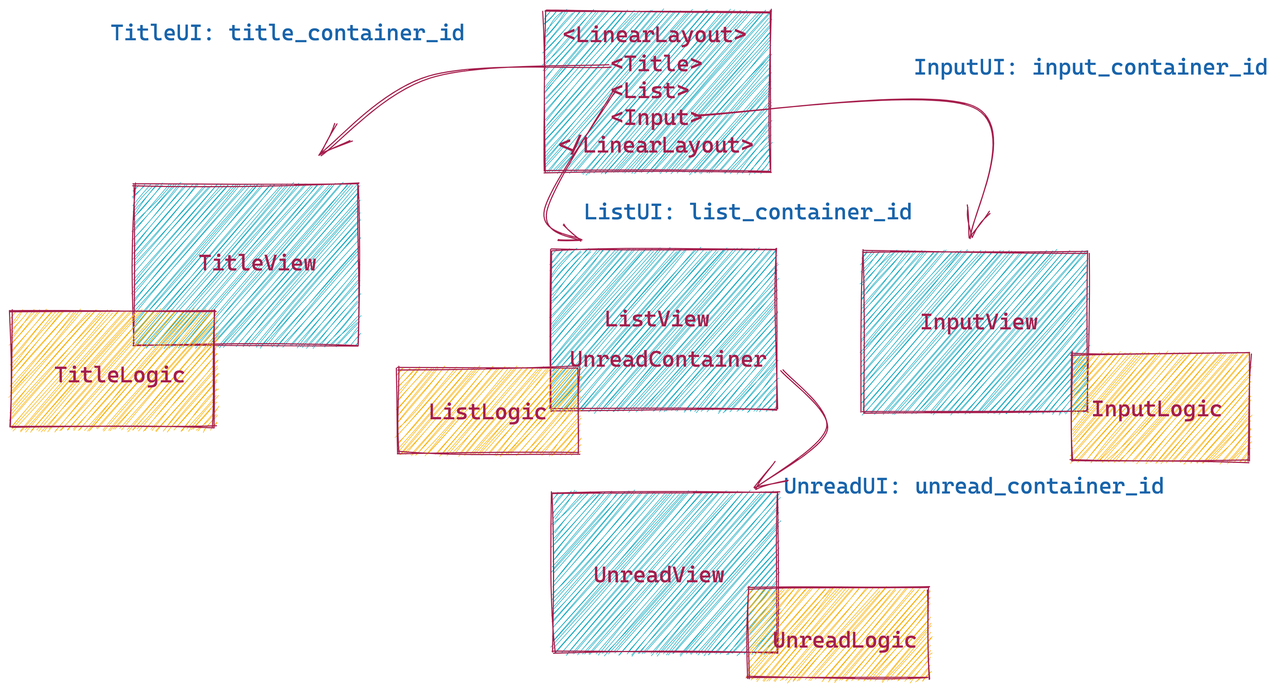 TitleUI: title_container_id
<LinearLayout>
<Title>
<List>
<Input>
</LinearLayout>
InputUI: input_container_id
ListUI: list_container_id
TitleView
TitleLogic
ListView
UnreadContainer
ListLogic
InputView
InputLogic
UnreadUI: unread_container_id
UnreadView
UnreadLogic